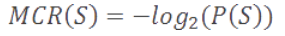 MCR(S) = −log₂(P(S))